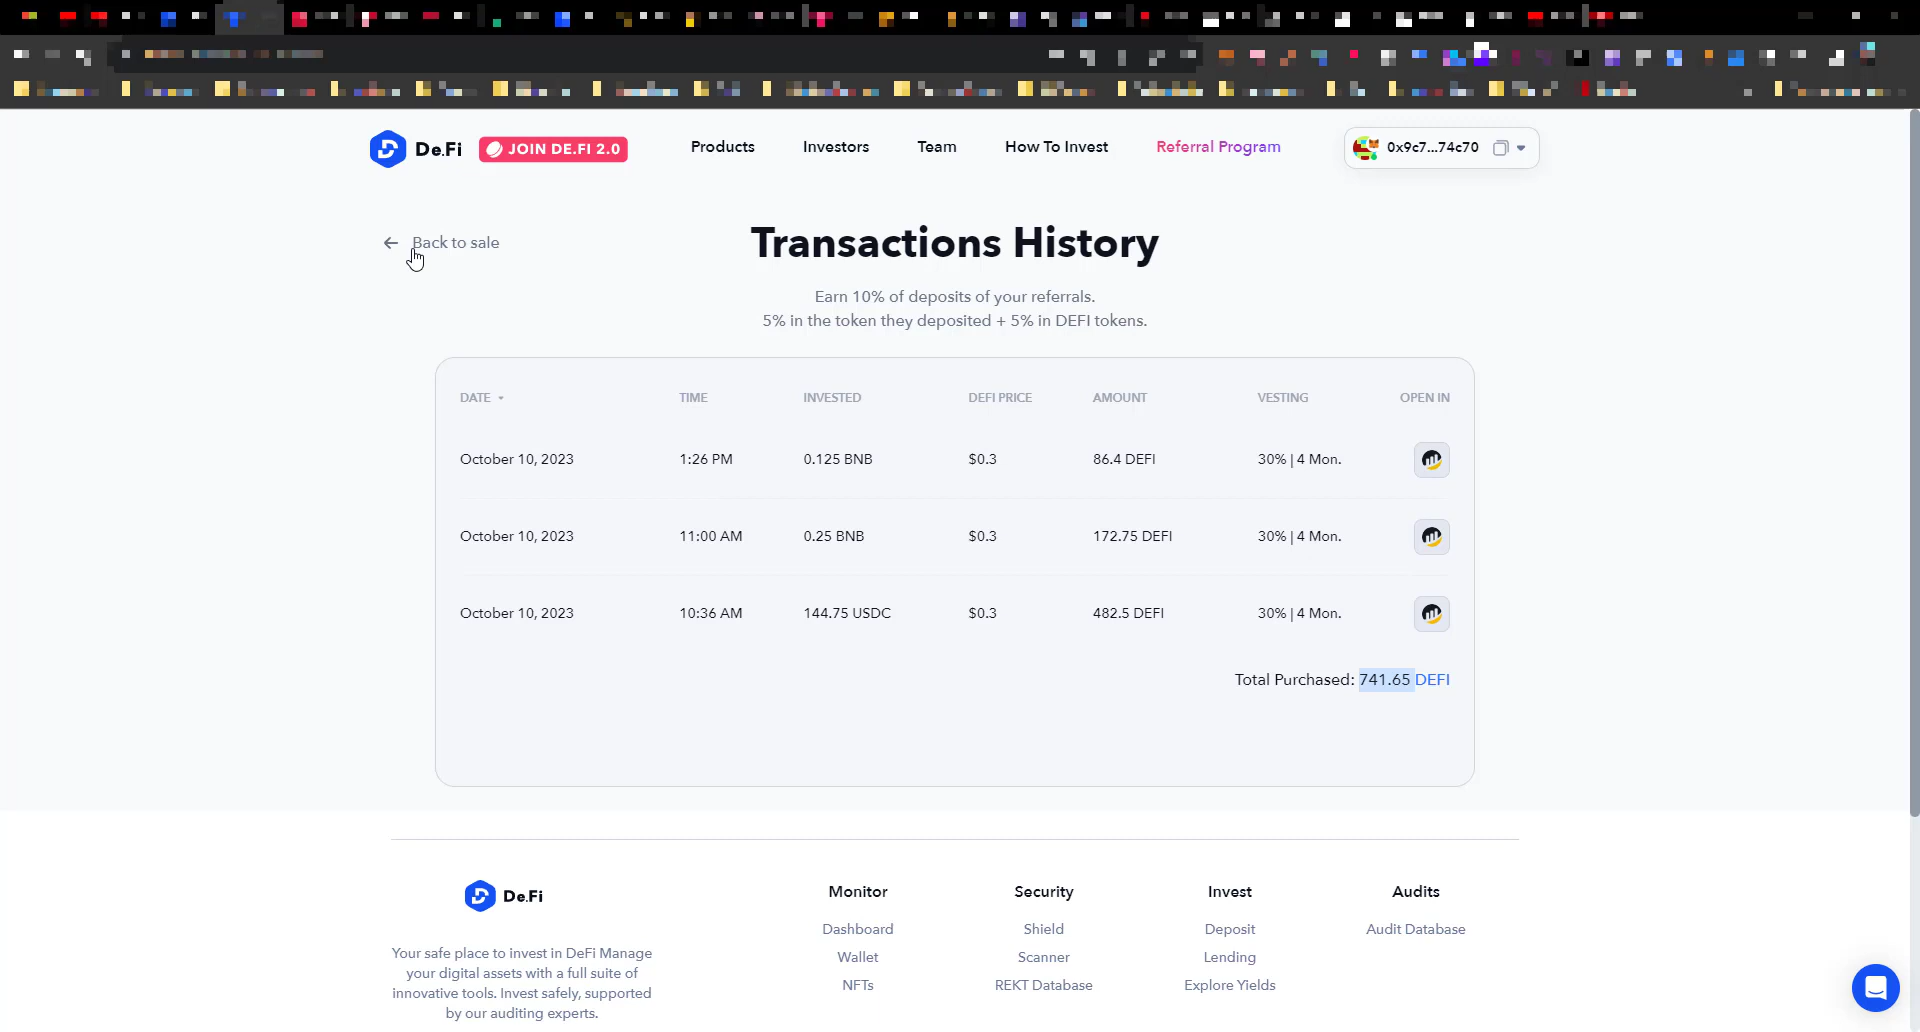 De.Fi JOIN DE.FI 2.0 Products Investors Team How To Invest Referral Program 0x9c7...74c70
Back to sale
Transactions History
Earn 10% of deposits of your referrals.
5% in the token they deposited + 5% in DEFI tokens.
DATE TIME INVESTED DEFI PRICE AMOUNT VESTING OPEN IN
October 10, 2023 1:26 PM 0.125 BNB $0.3 86.4 DEFI 30% | 4 Mon.
October 10, 2023 11:00 AM 0.25 BNB $0.3 172.75 DEFI 30% | 4 Mon.
October 10, 2023 10:36 AM 144.75 USDC $0.3 482.5 DEFI 30% | 4 Mon.
Total Purchased: 741.65 DEFI
De.Fi
Your safe place to invest in DeFi Manage
your digital assets with a full suite of
innovative tools. Invest safely, supported
by our auditing experts.
Monitor
Dashboard
Wallet
NFTs
Security
Shield
Scanner
REKT Database
Invest
Deposit
Lending
Explore Yields
Audits
Audit Database